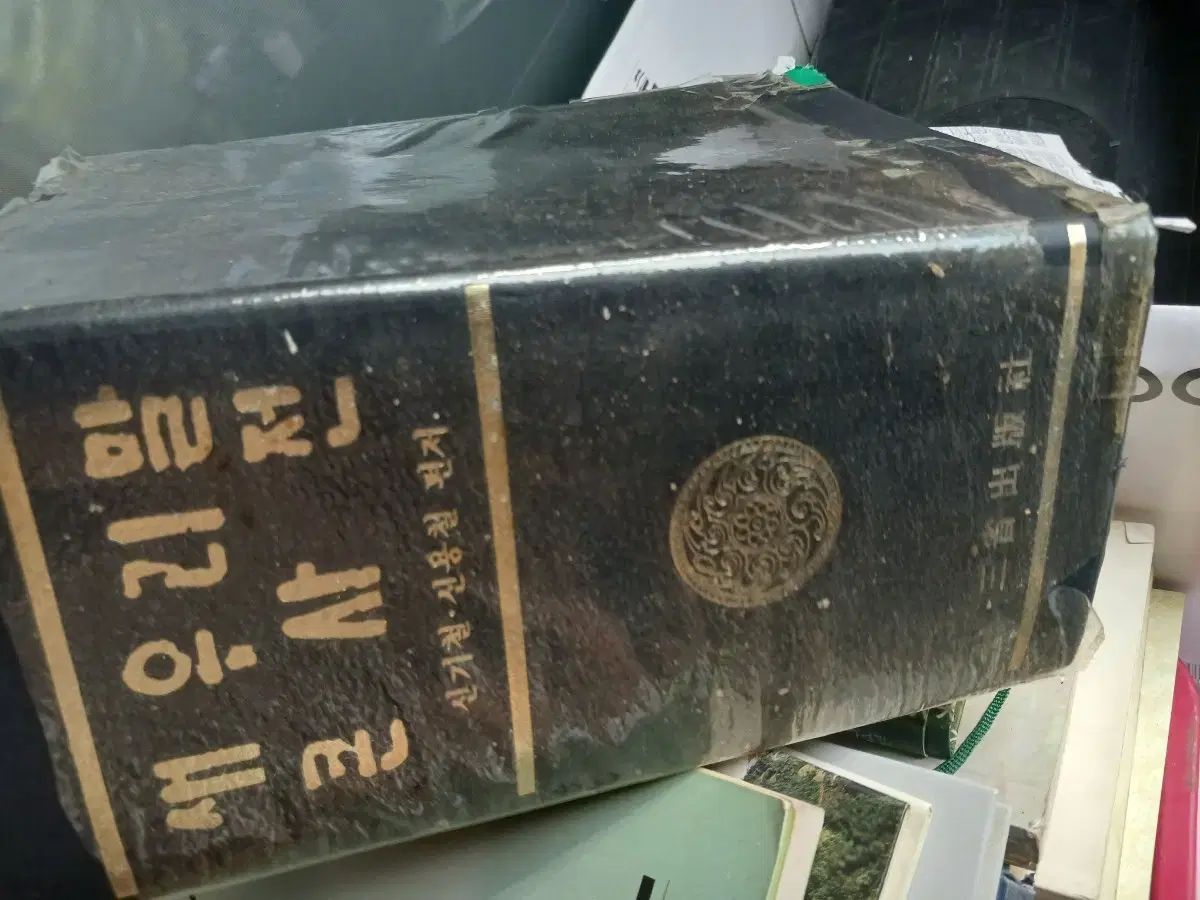 새 우리말
큰 사전
신기철·신용철 편저
三省出版社